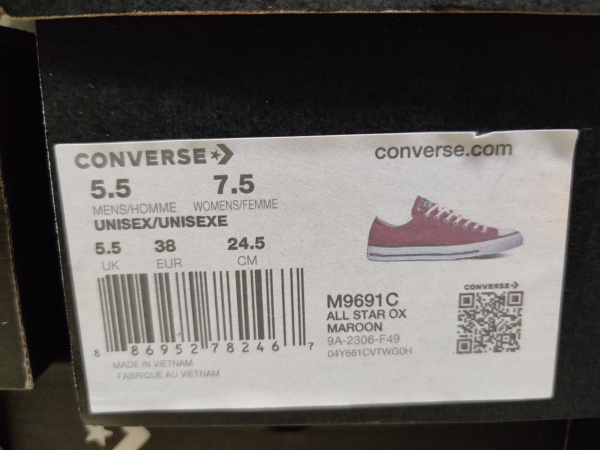 CONVERSE
converse.com
5.5 7.5
MENS/HOMME WOMENS/FEMME
UNISEX/UNISEXE
5.5 38 24.5
UK EUR CM
M9691C
ALL STAR OX
MAROON
9A-2306-F49
04Y661CVTWG0H
CONVERSE
8 86952 78246 7
MADE IN VIETNAM
FABRIQUE AU VIETNAM